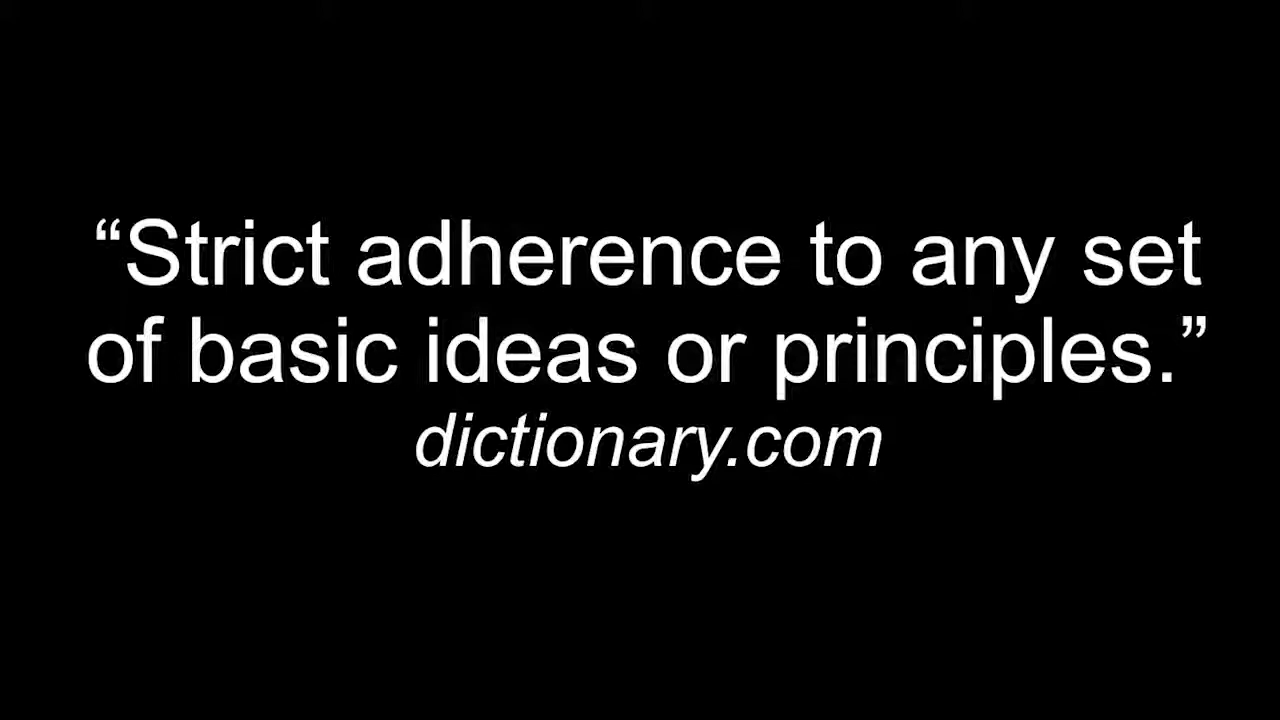 “Strict adherence to any set
of basic ideas or principles.”
dictionary.com